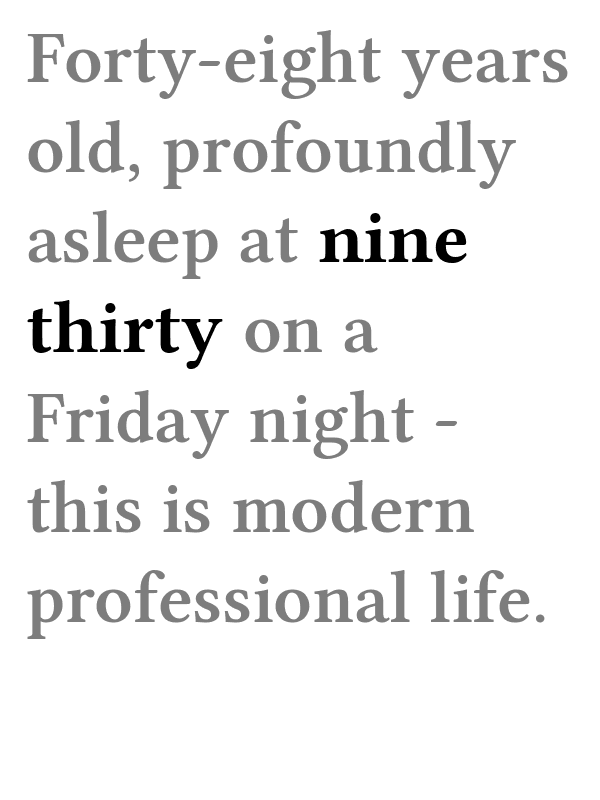 Forty-eight years
old, profoundly
asleep at nine
thirty on a
Friday night -
this is modern
professional life.